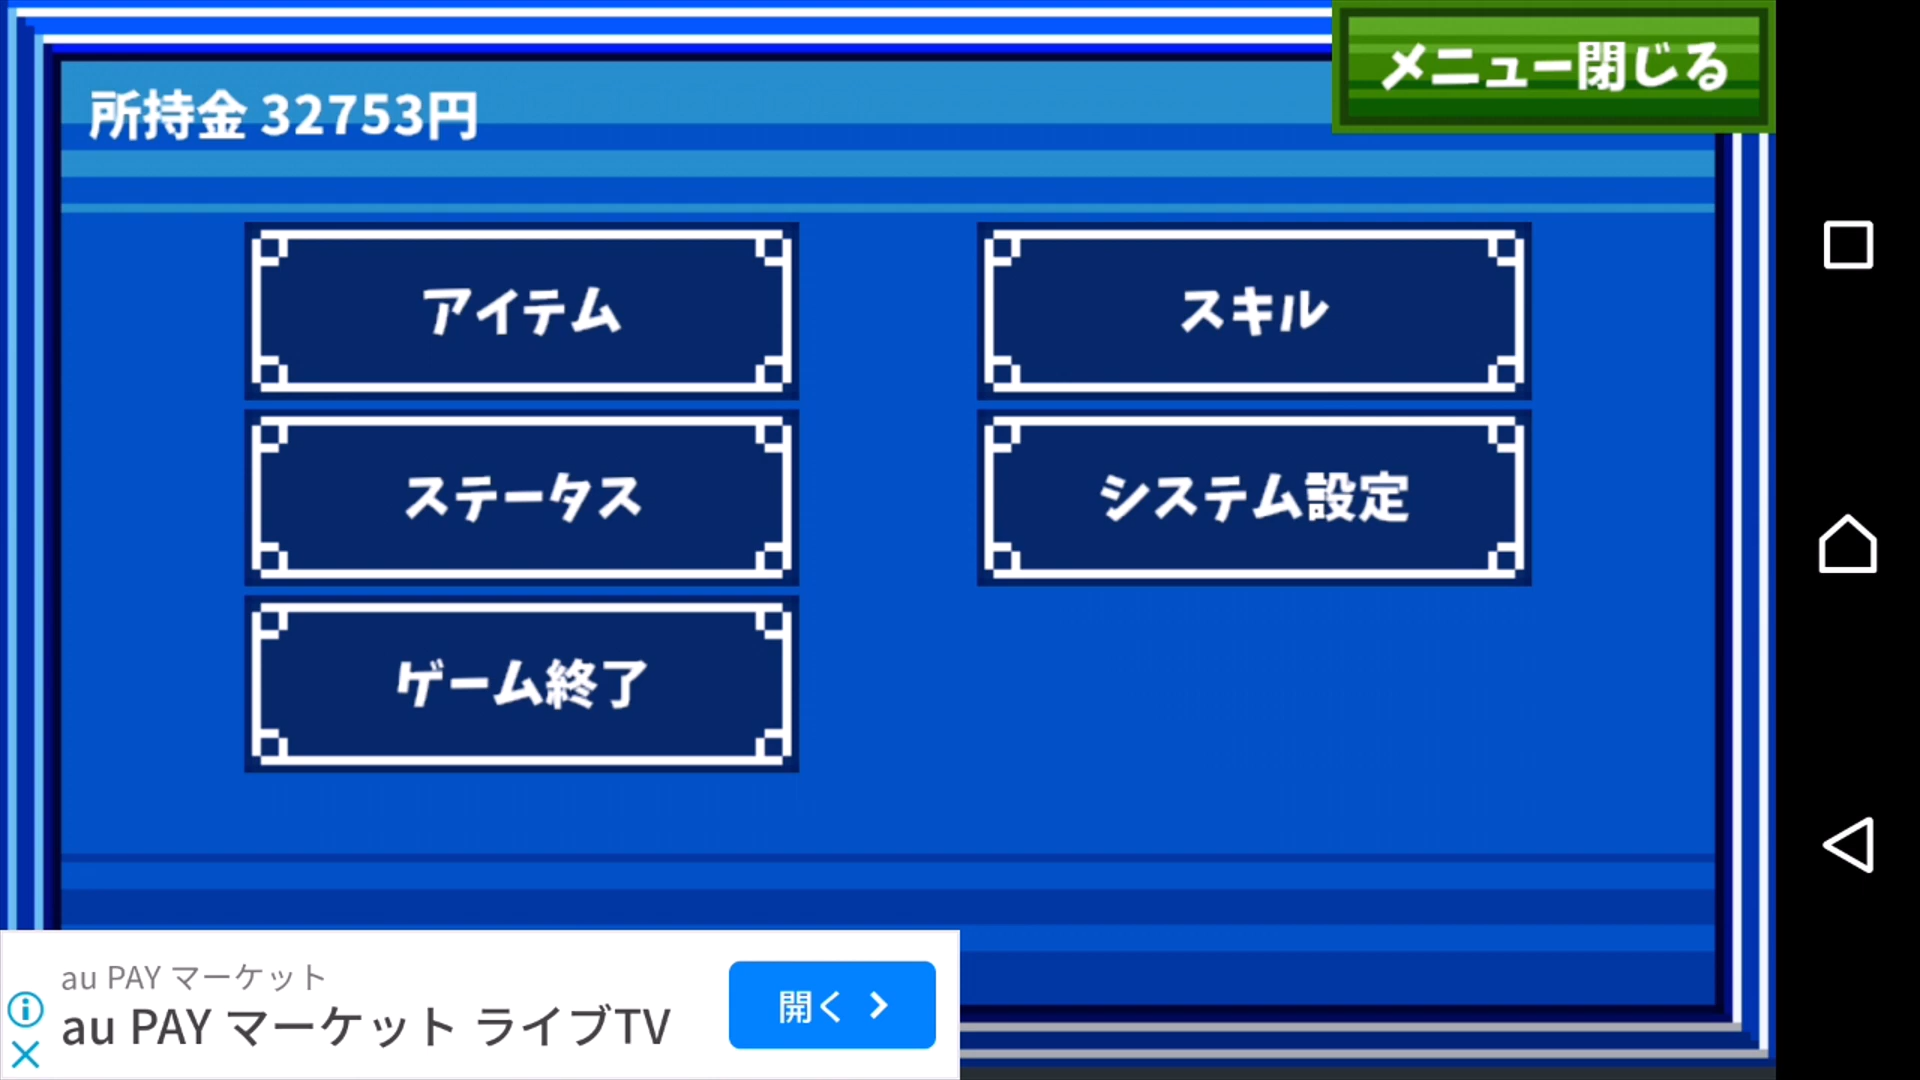 メニュー閉じる
所持金 32753円
アイテム
スキル
ステータス
システム設定
ゲーム終了
au PAY マーケット
au PAY マーケット ライブTV
開く